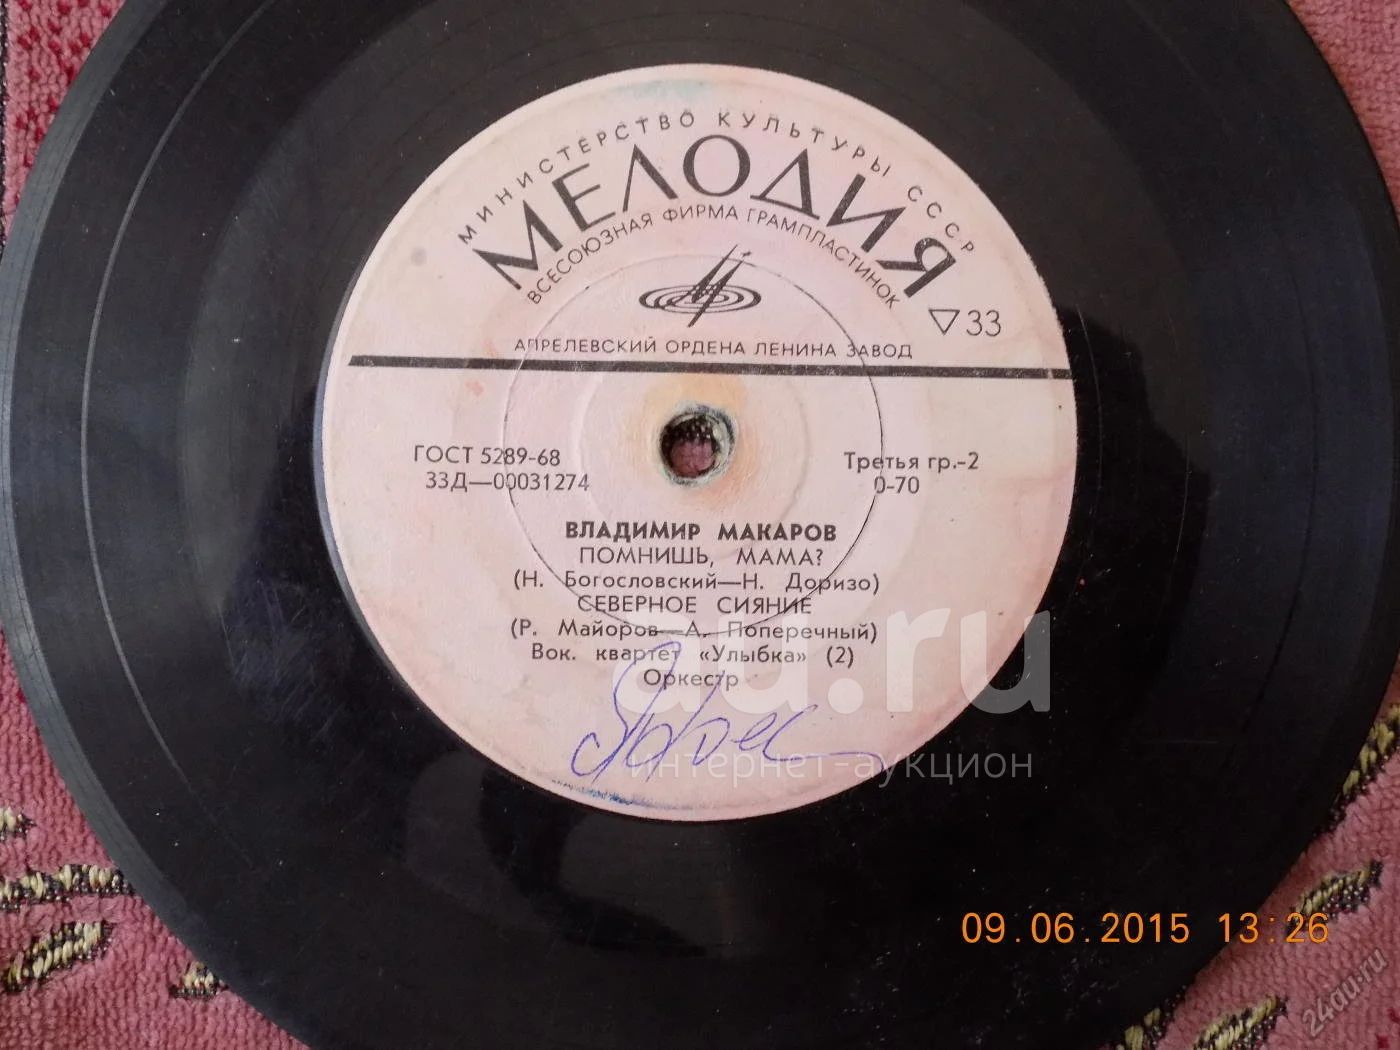 МИНИСТЕРСТВО КУЛЬТУРЫ СССР
МЕЛОДИЯ
ВСЕСОЮЗНАЯ ФИРМА ГРАМПЛАСТИНОК
33
АПРЕЛЕВСКИЙ ОРДЕНА ЛЕНИНА ЗАВОД
ГОСТ 5289-68 Третья гр.-2
33Д—00031274 0-70
ВЛАДИМИР МАКАРОВ
ПОМНИШЬ, МАМА?
(Н. Богословский—Н. Доризо)
СЕВЕРНОЕ СИЯНИЕ
(Р. Майоров—А. Поперечный)
Вок. квартет «Улыбка» (2)
Оркестр
au.ru
интернет-аукцион
09.06.2015 13:26
24au.ru